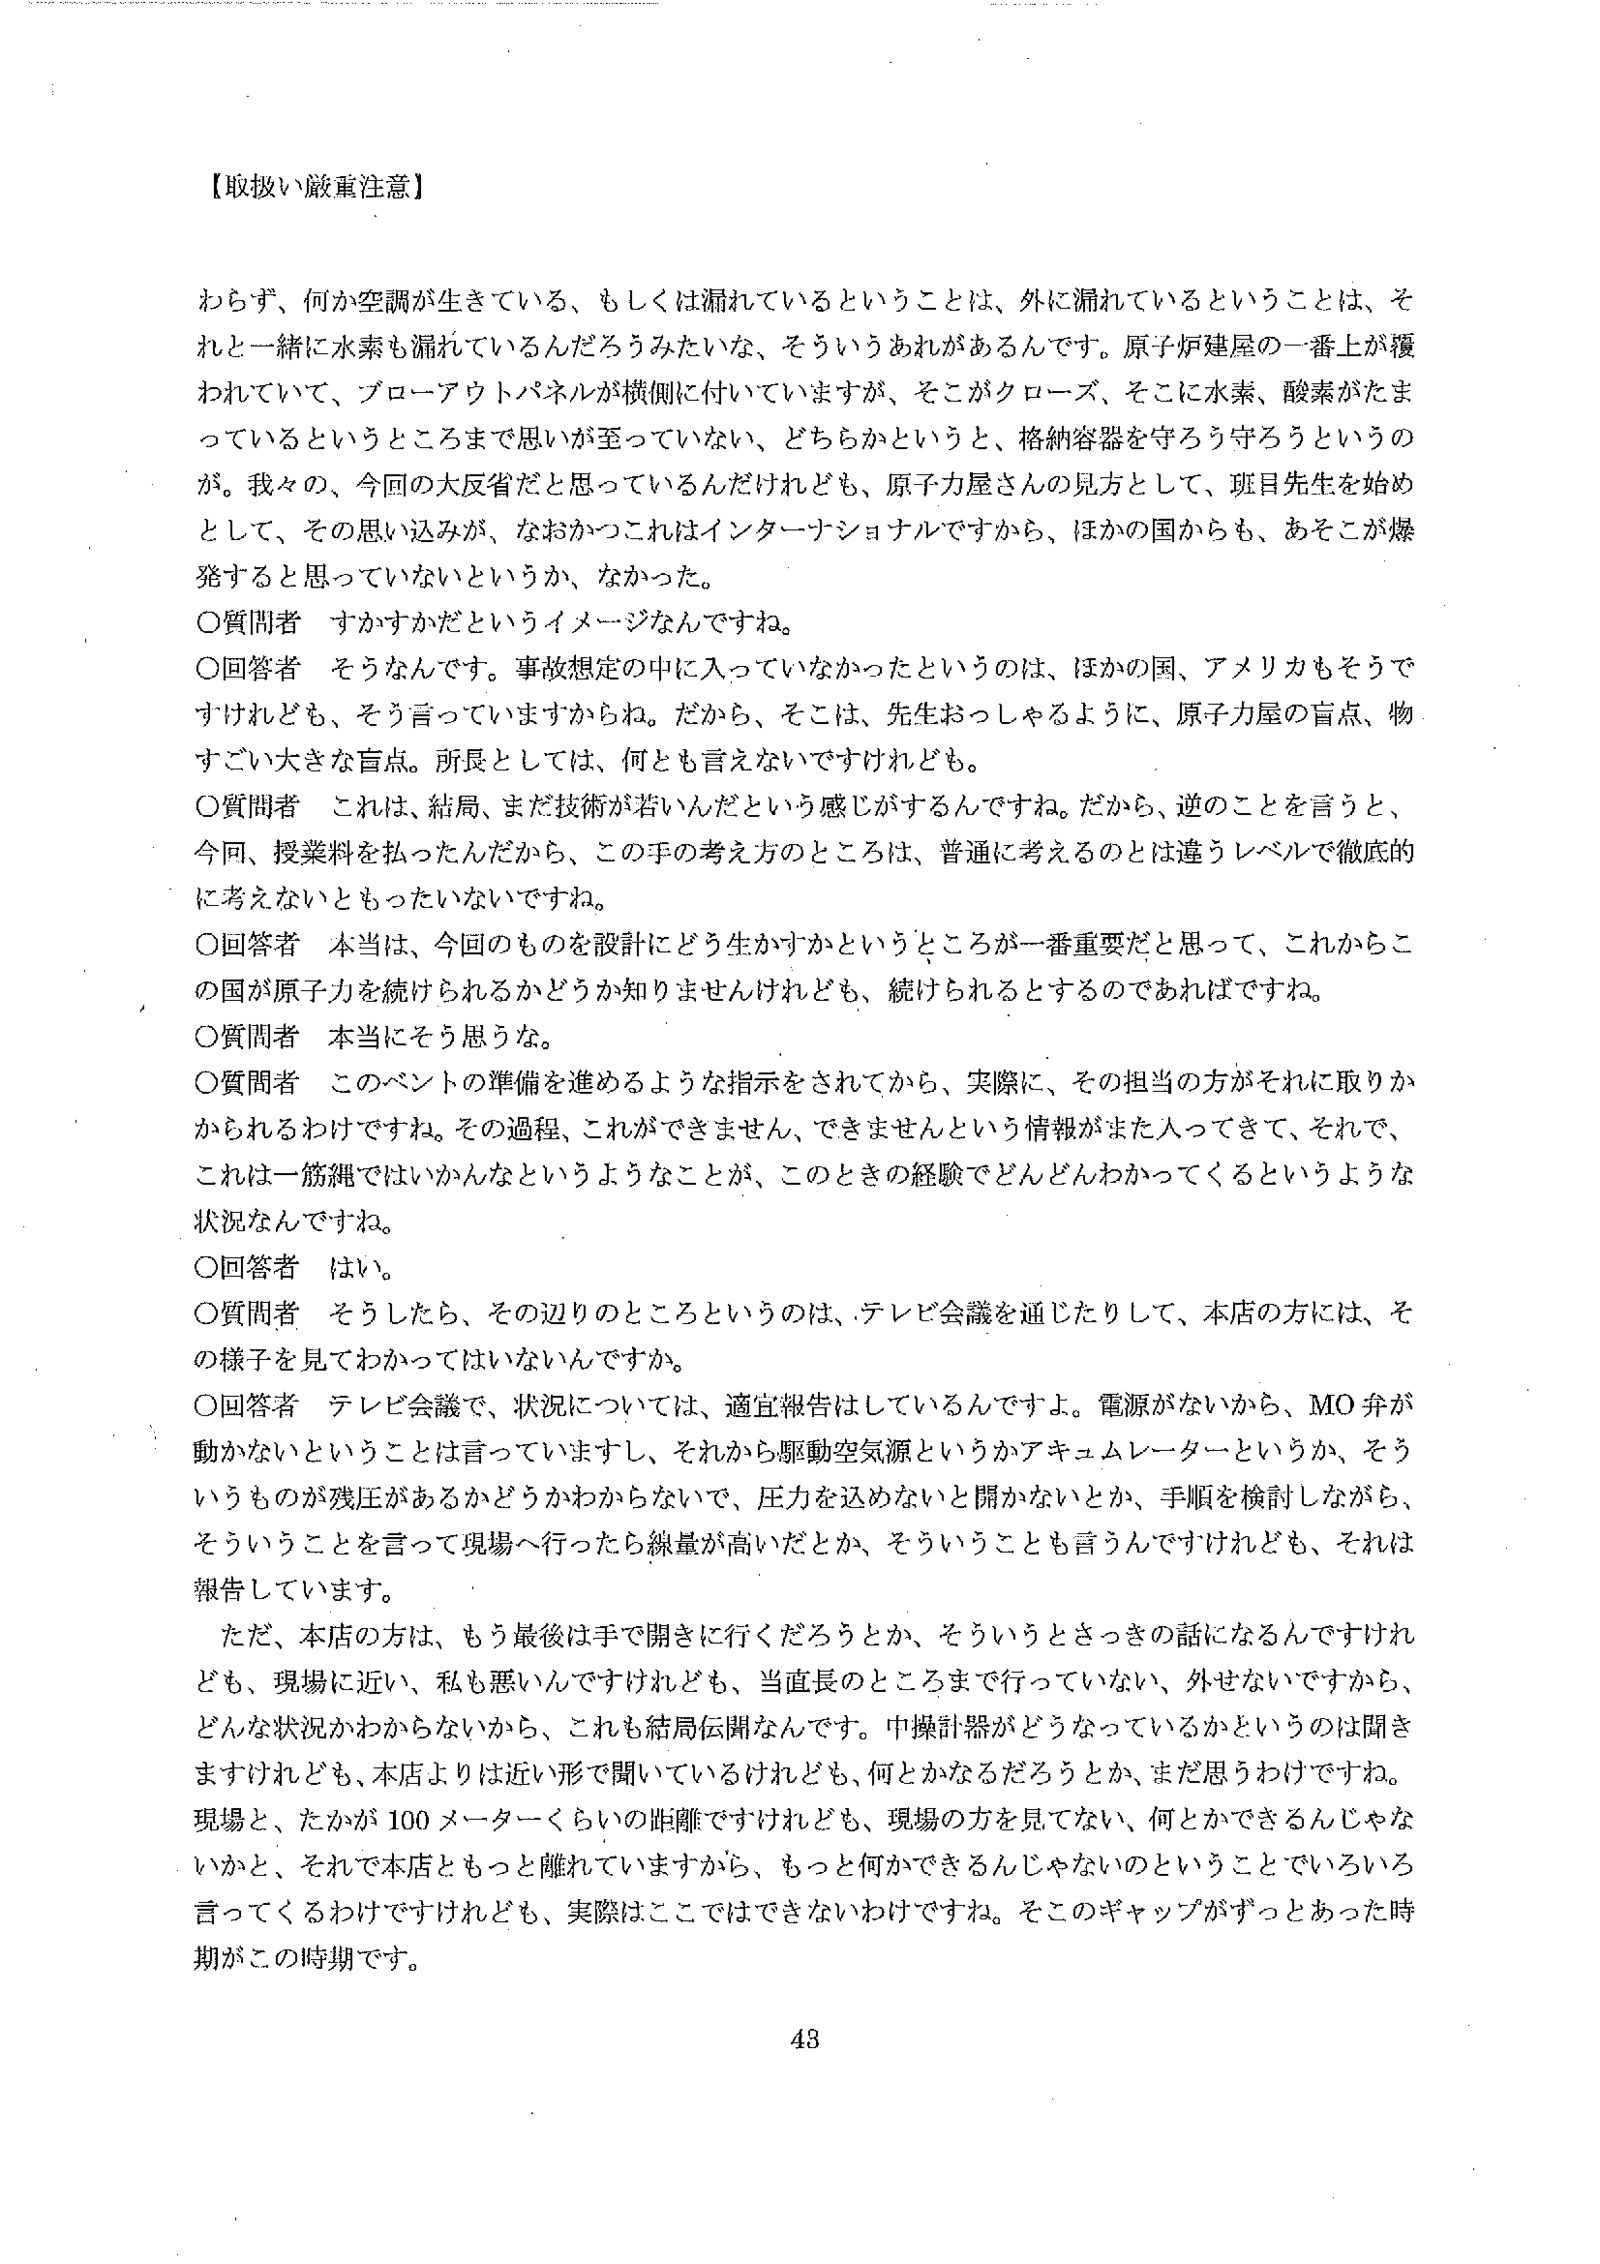 【取扱い厳重注意】
わらず、何か空調が生きている、もしくは漏れているということは、外に漏れているということは、そ
れと一緒に水素も漏れているんだろうみたいな、そういうあれがあるんです。原子炉建屋の一番上が覆
われていて、ブローアウトパネルが横側に付いていますが、そこがクローズ、そこに水素、酸素がたま
っているというところまで思いが至っていない、どちらかというと、格納容器を守ろう守ろうというの
が。我々の、今回の大反省だと思っているんだけれども、原子力屋さんの見方として、班目先生を始め
として、その思い込みが、なおかつこれはインターナショナルですから、ほかの国からも、あそこが爆
発すると思っていないというか、なかった。
○質問者　すかすかだというイメージなんですね。
○回答者　そうなんです。事故想定の中に入っていなかったというのは、ほかの国、アメリカもそうで
すけれども、そう言っていますからね。だから、そこは、先生おっしゃるように、原子力屋の盲点、物
すごい大きな盲点。所長としては、何とも言えないですけれども。
○質問者　これは、結局、まだ技術が若いんだという感じがするんですね。だから、逆のことを言うと、
今回、授業料を払ったんだから、この手の考え方のところは、普通に考えるのとは違うレベルで徹底的
に考えないともったいないですね。
○回答者　本当は、今回のものを設計にどう生かすかというところが一番重要だと思って、これからこ
の国が原子力を続けられるかどうか知りませんけれども、続けられるとするのであればですね。
○質問者　本当にそう思うな。
○質問者　このベントの準備を進めるような指示をされてから、実際に、その担当の方がそれに取りか
かられるわけですね。その過程、これができません、できませんという情報がまた入ってきて、それで、
これは一筋縄ではいかんなというようなことが、このときの経験でどんどんわかってくるというような
状況なんですね。
○回答者　はい。
○質問者　そうしたら、その辺りのところというのは、テレビ会議を通じたりして、本店の方には、そ
の様子を見てわかってはいないんですか。
○回答者　テレビ会議で、状況については、適宜報告はしているんですよ。電源がないから、MO 弁が
動かないということは言っていますし、それから駆動空気源というかアキュムレーターというか、そう
いうものが残圧があるかどうかわからないで、圧力を込めないと開かないとか、手順を検討しながら、
そういうことを言って現場へ行ったら線量が高いだとか、そういうことも言うんですけれども、それは
報告しています。
　ただ、本店の方は、もう最後は手で開きに行くだろうとか、そういうとさっきの話になるんですけれ
ども、現場に近い、私も悪いんですけれども、当直長のところまで行っていない、外せないですから、
どんな状況かわからないから、これも結局伝聞なんです。中操計器がどうなっているかというのは聞き
ますけれども、本店よりは近い形で聞いているけれども、何とかなるだろうとか、まだ思うわけですね。
現場と、たかが 100 メーターくらいの距離ですけれども、現場の方を見てない、何とかできるんじゃな
いかと、それで本店ともっと離れていますから、もっと何かできるんじゃないのということでいろいろ
言ってくるわけですけれども、実際はここではできないわけですね。そこのギャップがずっとあった時
期がこの時期です。
43